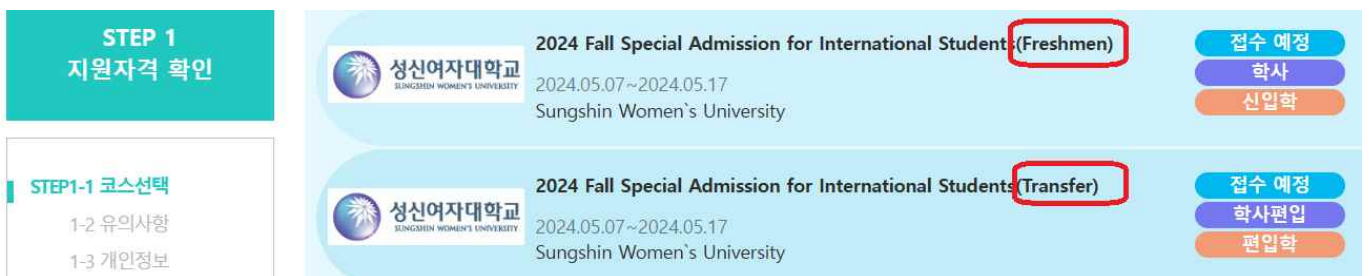 STEP 1
지원자격 확인
STEP1-1 코스선택
1-2 유의사항
1-3 개인정보
성신여자대학교
SUNGSHIN WOMEN'S UNIVERSITY
2024 Fall Special Admission for International Students(Freshmen)
2024.05.07~2024.05.17
Sungshin Women`s University
접수 예정
학사
신입학
성신여자대학교
SUNGSHIN WOMEN'S UNIVERSITY
2024 Fall Special Admission for International Students(Transfer)
2024.05.07~2024.05.17
Sungshin Women`s University
접수 예정
학사편입
편입학